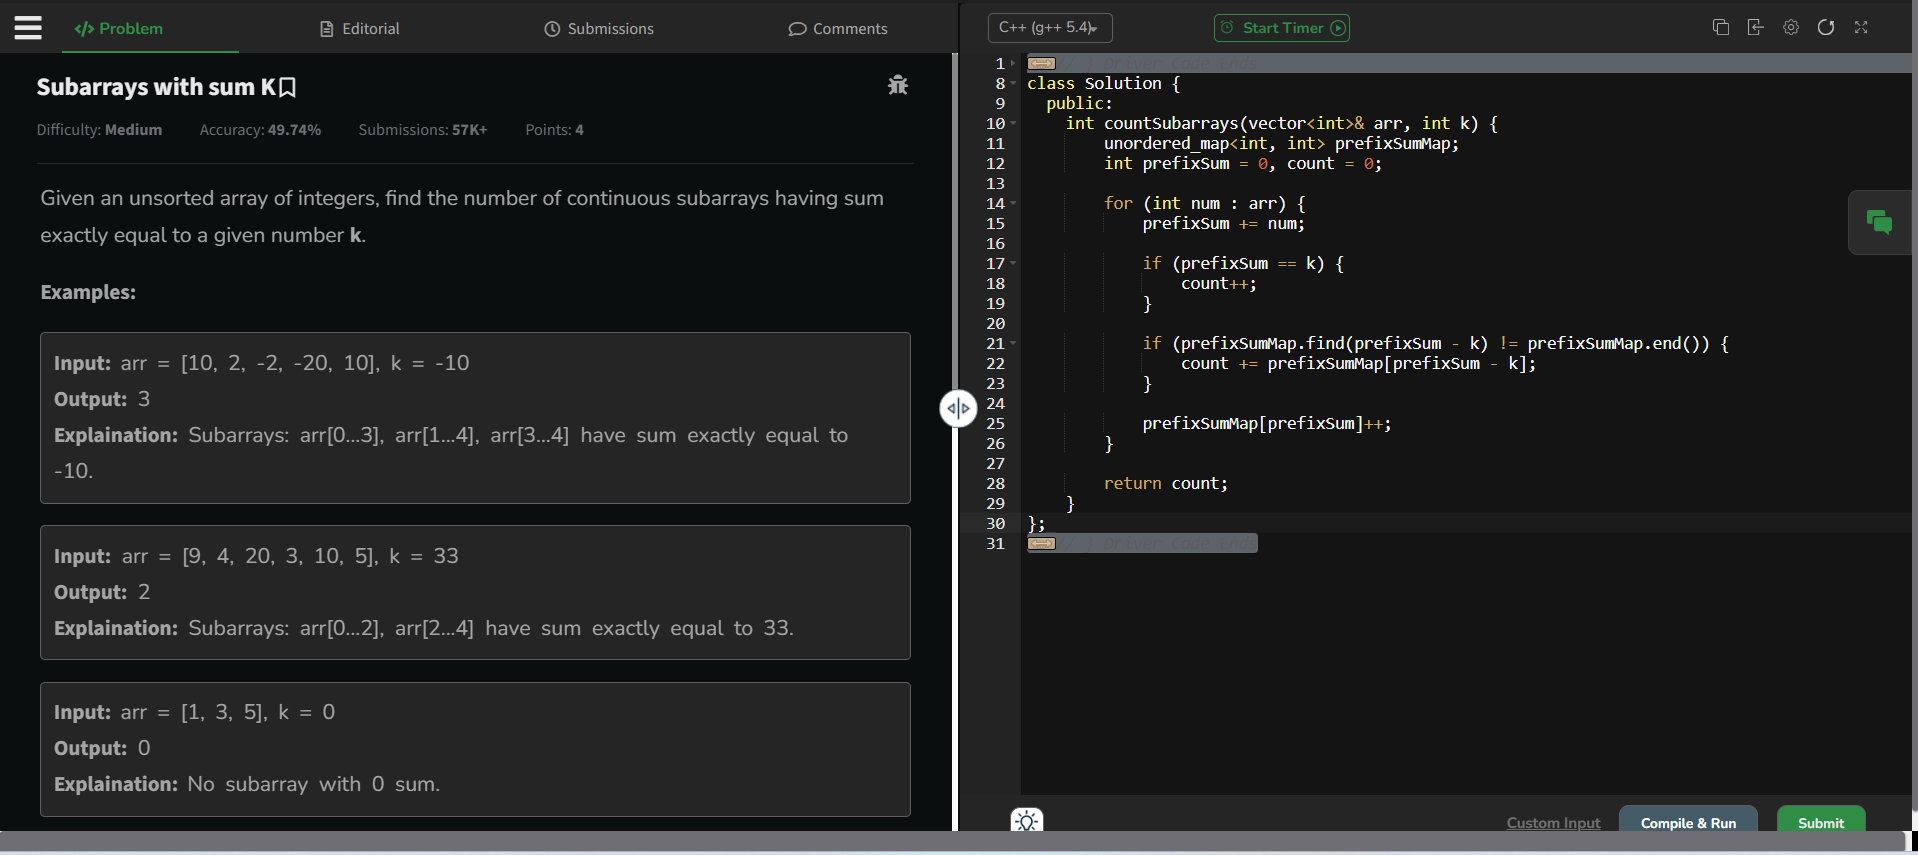 </> Problem
Editorial
Submissions
Comments
Subarrays with sum K
Difficulty: Medium Accuracy: 49.74% Submissions: 57K+ Points: 4
Given an unsorted array of integers, find the number of continuous subarrays having sum
exactly equal to a given number k.
Examples:
Input: arr = [10, 2, -2, -20, 10], k = -10
Output: 3
Explaination: Subarrays: arr[0...3], arr[1...4], arr[3...4] have sum exactly equal to
-10.
Input: arr = [9, 4, 20, 3, 10, 5], k = 33
Output: 2
Explaination: Subarrays: arr[0...2], arr[2...4] have sum exactly equal to 33.
Input: arr = [1, 3, 5], k = 0
Output: 0
Explaination: No subarray with 0 sum.
C++ (g++ 5.4)
Start Timer
1 // } Driver Code Ends
8 class Solution {
9 public:
10 int countSubarrays(vector<int>& arr, int k) {
11 unordered_map<int, int> prefixSumMap;
12 int prefixSum = 0, count = 0;
13
14 for (int num : arr) {
15 prefixSum += num;
16
17 if (prefixSum == k) {
18 count++;
19 }
20
21 if (prefixSumMap.find(prefixSum - k) != prefixSumMap.end()) {
22 count += prefixSumMap[prefixSum - k];
23 }
24
25 prefixSumMap[prefixSum]++;
26 }
27
28 return count;
29 }
30 };
31 // } Driver Code Ends
Custom Input
Compile & Run
Submit